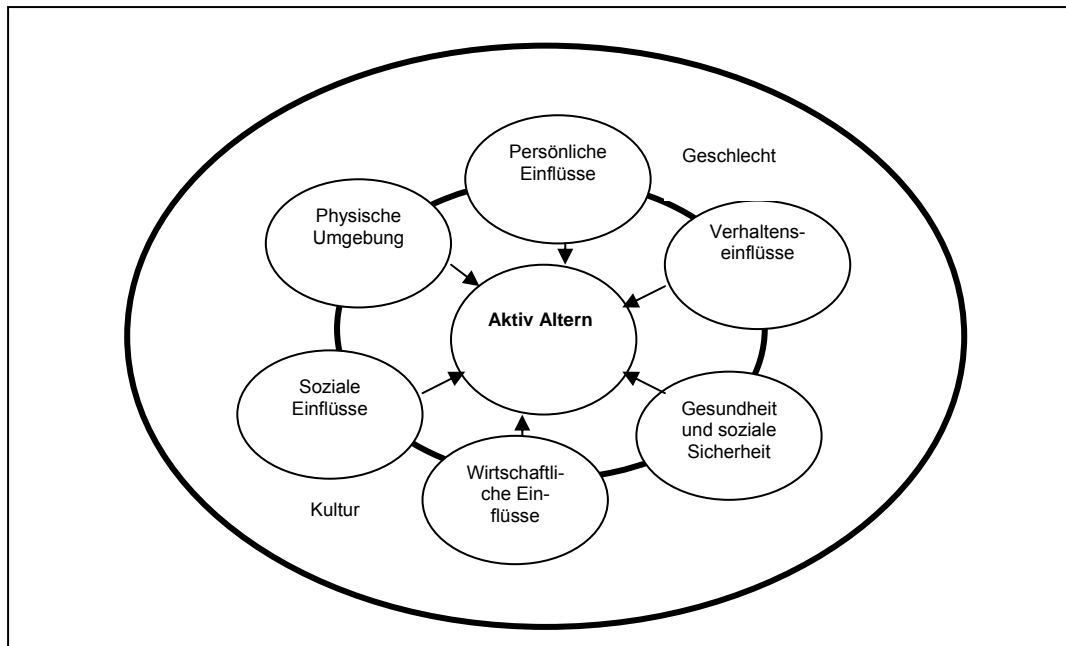 Persönliche
Einflüsse
Geschlecht
Physische
Umgebung
Verhaltens-
einflüsse
Aktiv Altern
Soziale
Einflüsse
Gesundheit
und soziale
Sicherheit
Wirtschaftli-
che Ein-
flüsse
Kultur